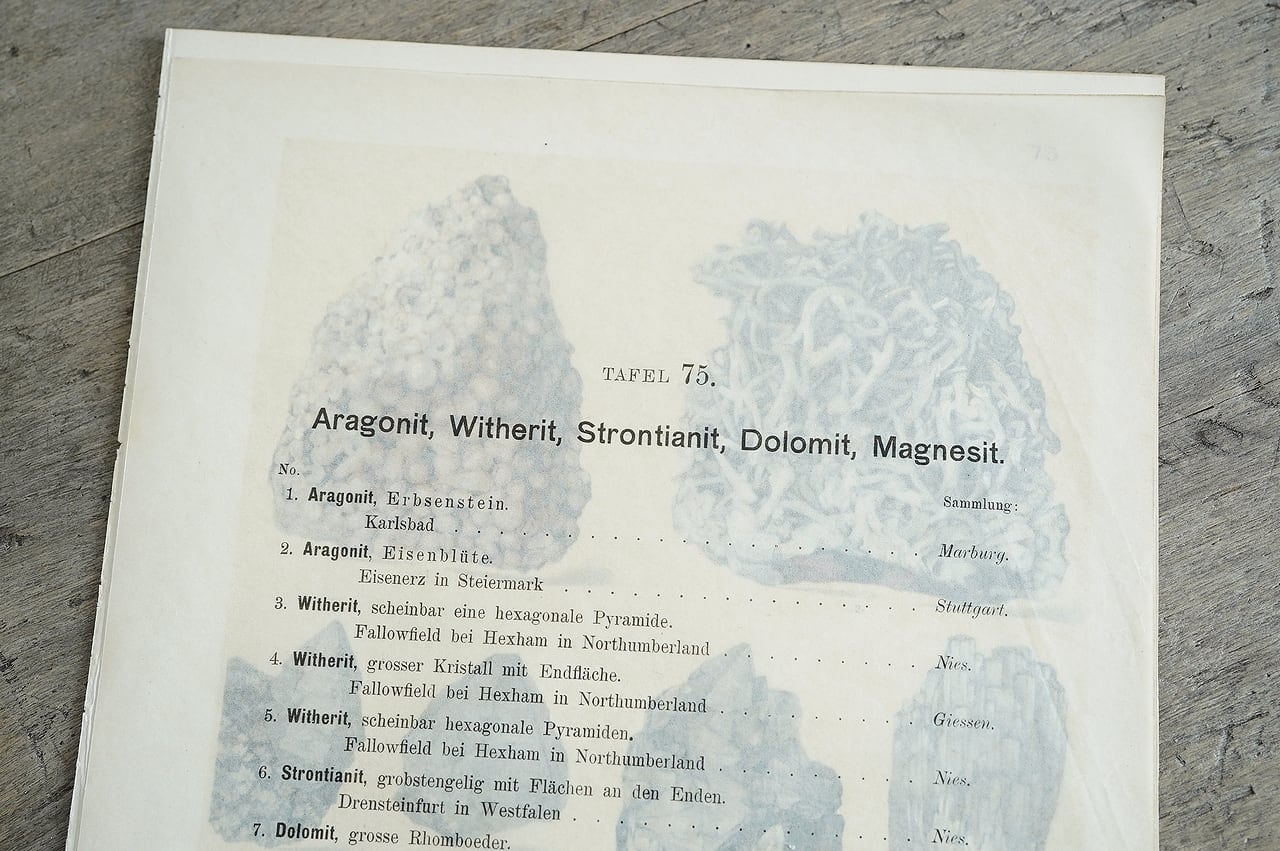 73
TAFEL 75.
Aragonit, Witherit, Strontianit, Dolomit, Magnesit.
No.
Sammlung:
1. Aragonit, Erbsenstein.
Karlsbad . . . . . . . . . . . . . . . . . . Marburg.
2. Aragonit, Eisenblüte.
Eisenerz in Steiermark . . . . . . . . . . . . . . Stuttgart.
3. Witherit, scheinbar eine hexagonale Pyramide.
Fallowfield bei Hexham in Northumberland . . . . . . . . Nies.
4. Witherit, grosser Kristall mit Endfläche.
Fallowfield bei Hexham in Northumberland . . . . . . . . Giessen.
5. Witherit, scheinbar hexagonale Pyramiden.
Fallowfield bei Hexham in Northumberland . . . . . . . . Nies.
6. Strontianit, grobstengelig mit Flächen an den Enden.
Drensteinfurt in Westfalen . . . . . . . . . . . . . Nies.
7. Dolomit, grosse Rhomboeder.